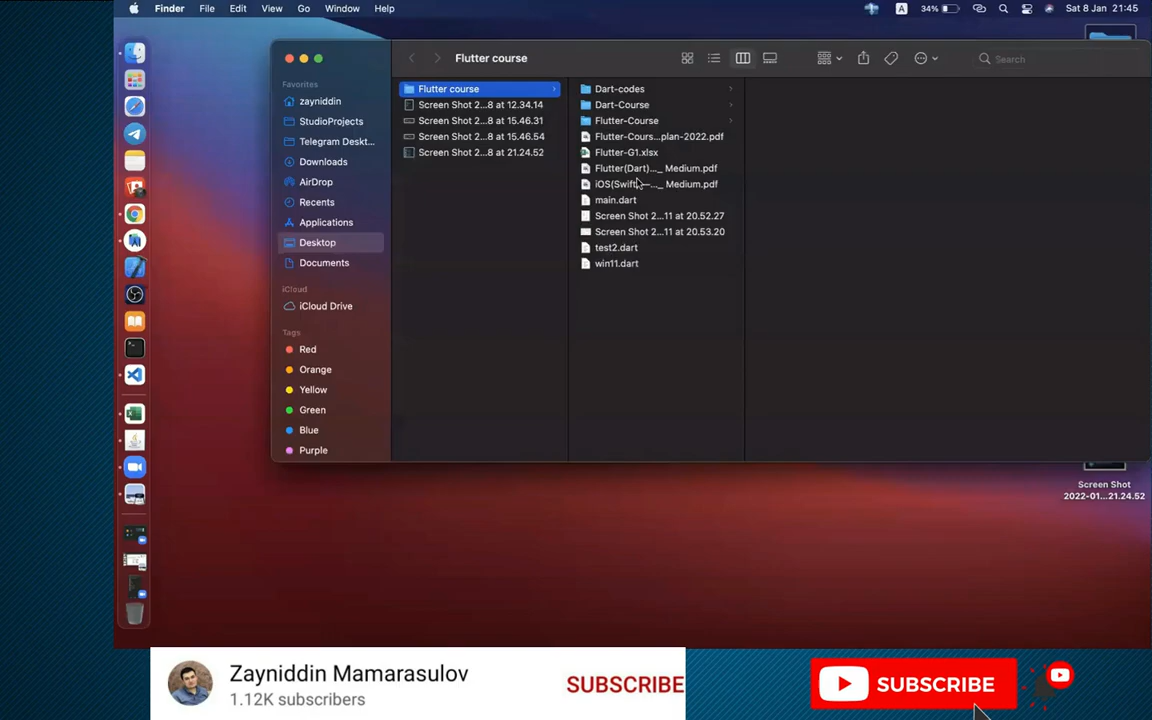 Finder File Edit View Go Window Help
A 34% Sat 8 Jan 21:45
Flutter course
Search
Favorites
zayniddin
StudioProjects
Telegram Deskt...
Downloads
AirDrop
Recents
Applications
Desktop
Documents
iCloud
iCloud Drive
Tags
Red
Orange
Yellow
Green
Blue
Purple
Flutter course
Screen Shot 2...8 at 12.34.14
Screen Shot 2...8 at 15.46.31
Screen Shot 2...8 at 15.46.54
Screen Shot 2...8 at 21.24.52
Dart-codes
Dart-Course
Flutter-Course
Flutter-Cours...plan-2022.pdf
Flutter-G1.xlsx
Flutter(Dart)..._ Medium.pdf
iOS(Swift)—..._ Medium.pdf
main.dart
Screen Shot 2...11 at 20.52.27
Screen Shot 2...11 at 20.53.20
test2.dart
win11.dart
Screen Shot
2022-01...21.24.52
Zayniddin Mamarasulov
1.12K subscribers
SUBSCRIBE
SUBSCRIBE